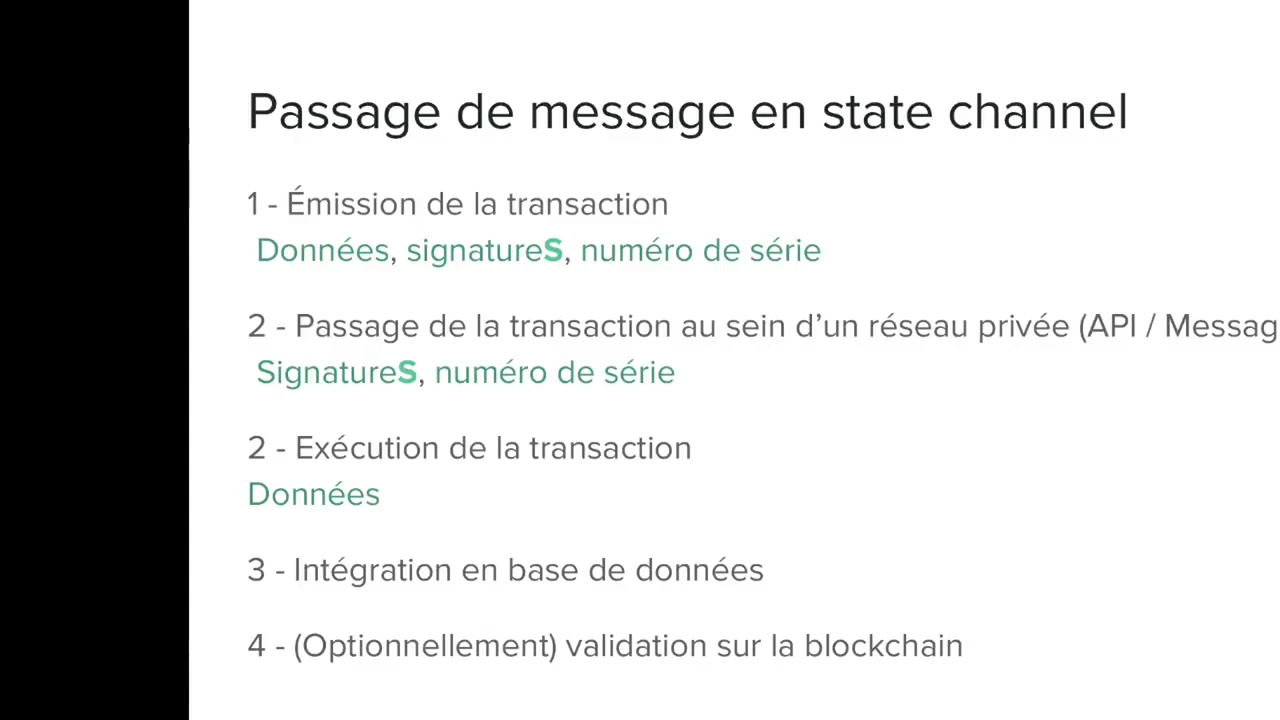 Passage de message en state channel
1 - Émission de la transaction
Données, signatureS, numéro de série
2 - Passage de la transaction au sein d’un réseau privée (API / Messag
SignatureS, numéro de série
2 - Exécution de la transaction
Données
3 - Intégration en base de données
4 - (Optionnellement) validation sur la blockchain